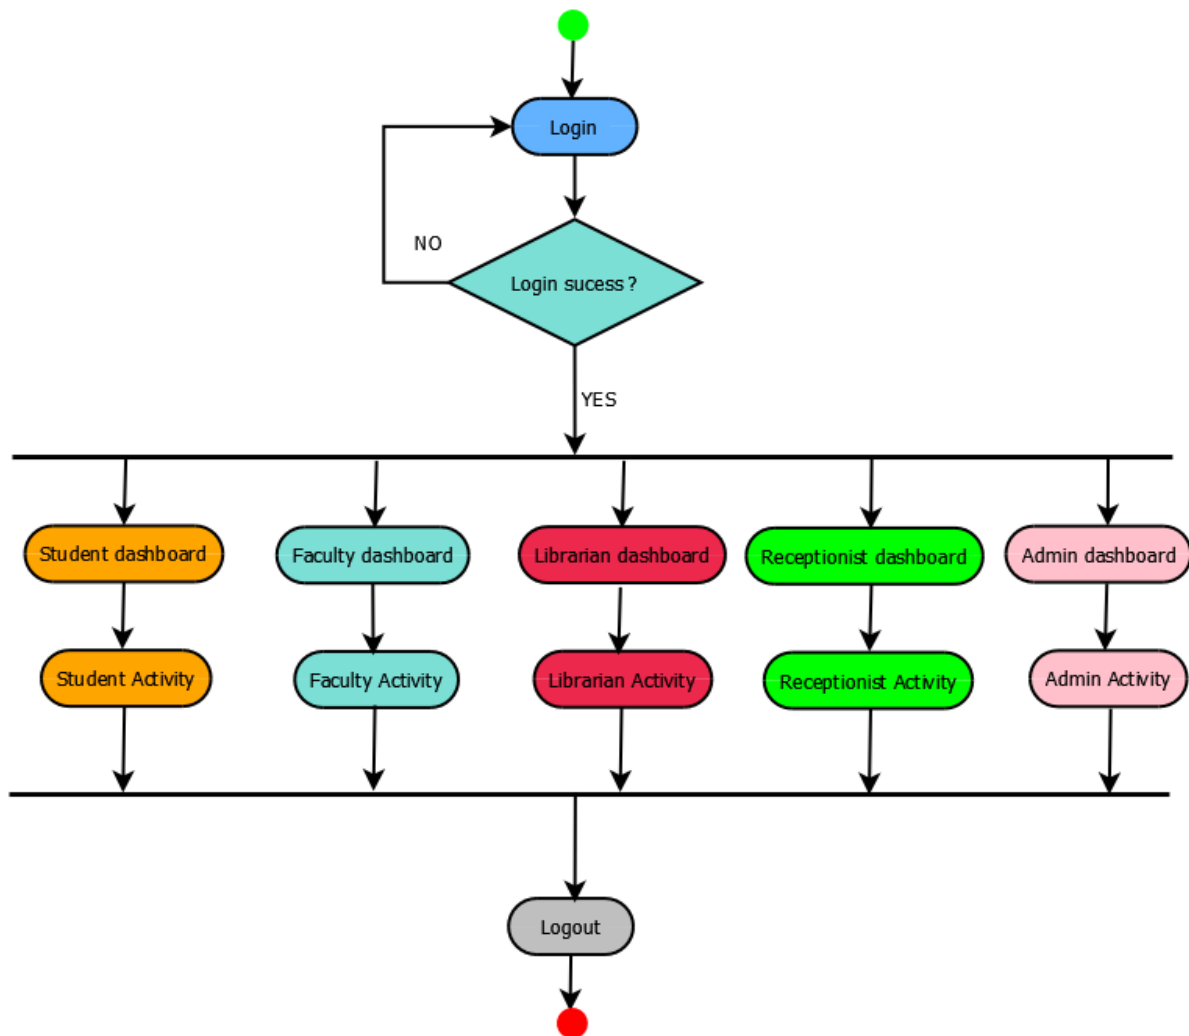 Login
NO
Login sucess ?
YES
Student dashboard
Faculty dashboard
Librarian dashboard
Receptionist dashboard
Admin dashboard
Student Activity
Faculty Activity
Librarian Activity
Receptionist Activity
Admin Activity
Logout